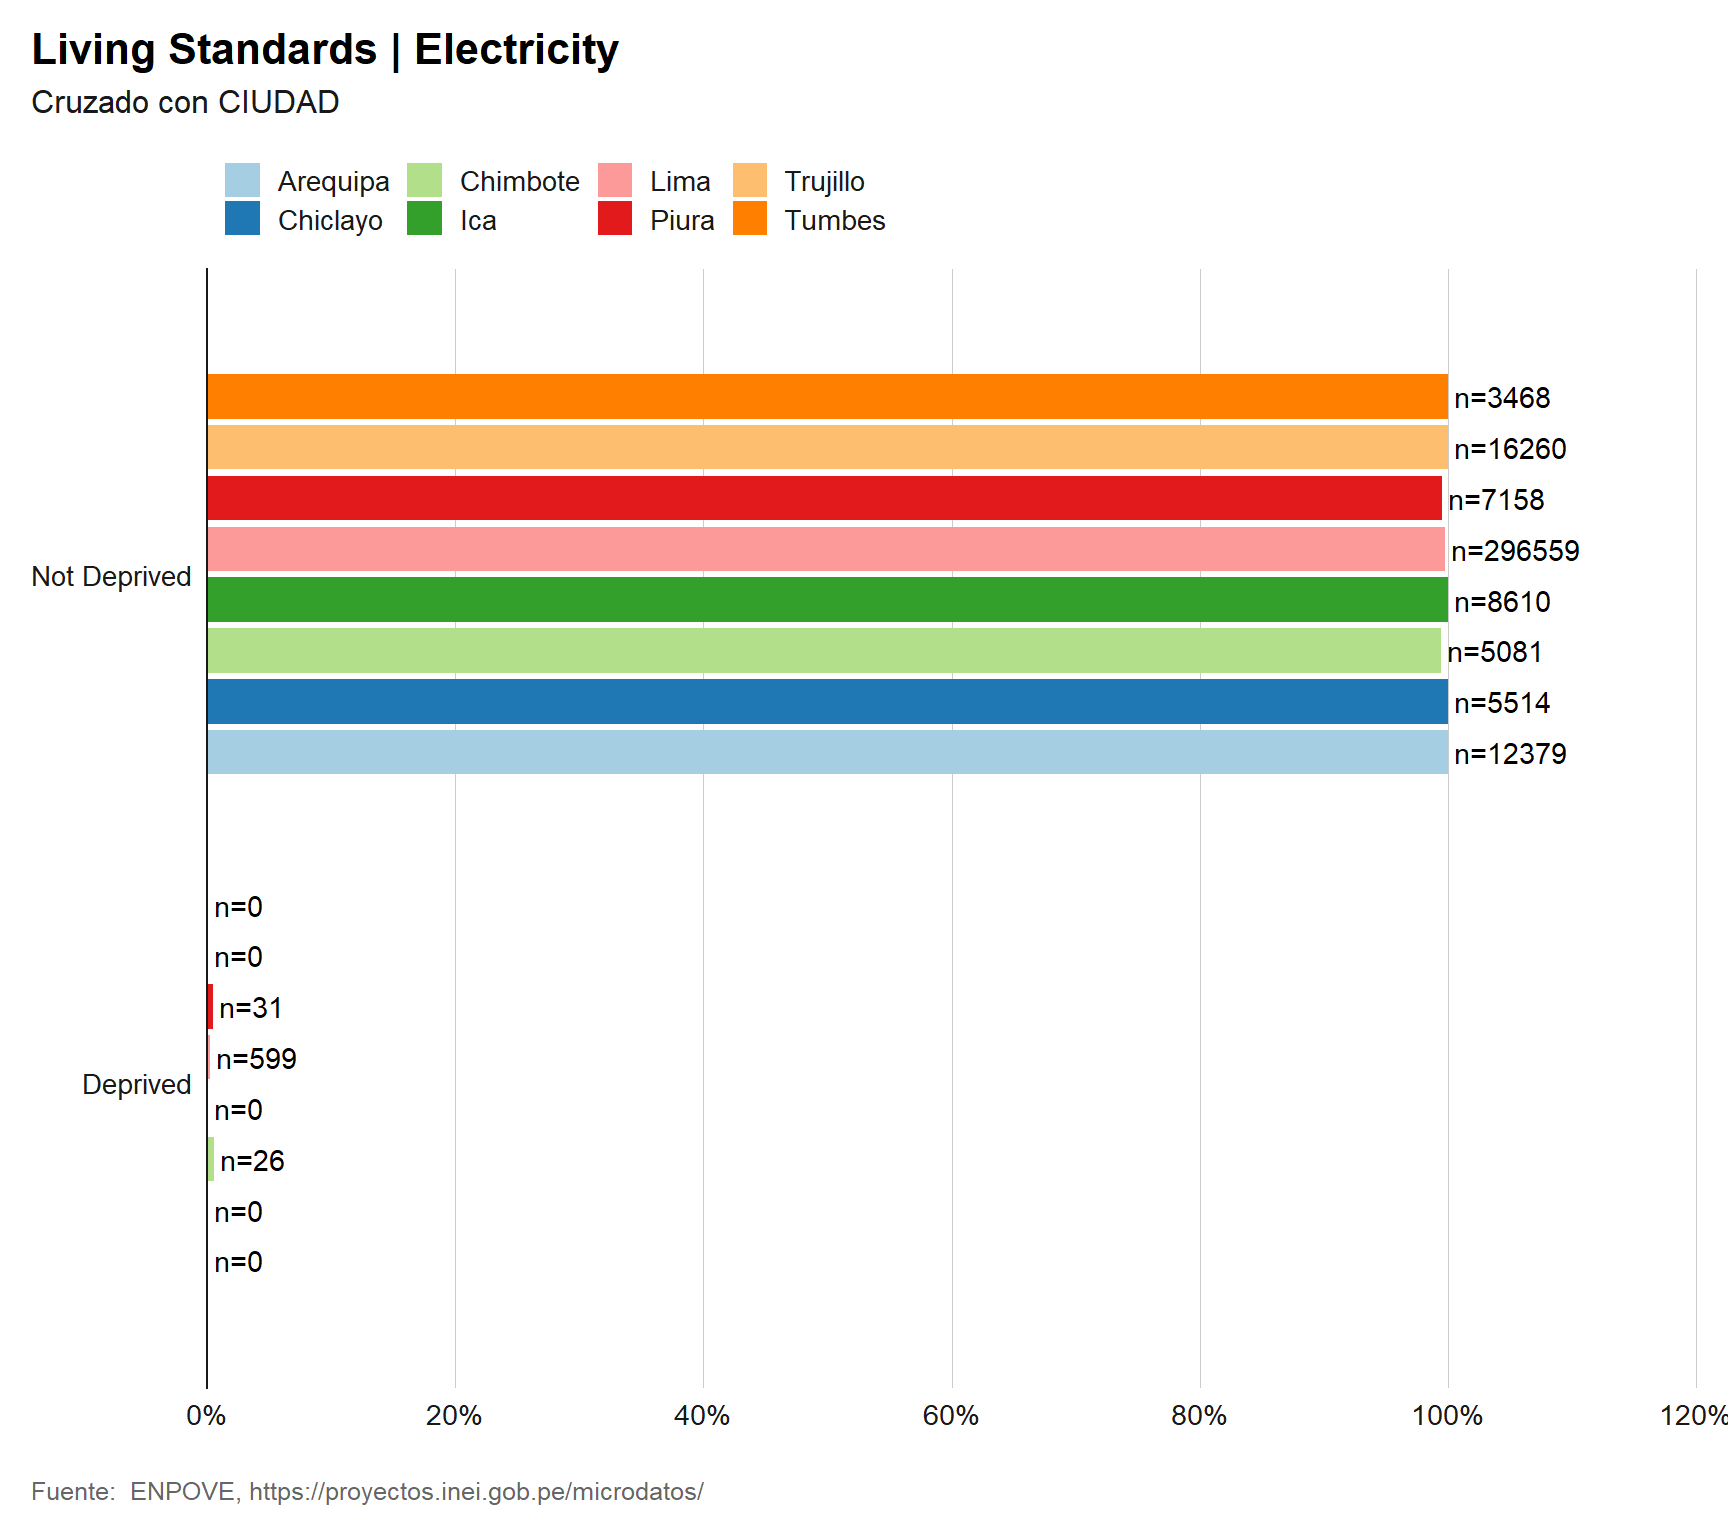 Living Standards | Electricity
Cruzado con CIUDAD
Arequipa Chimbote Lima Trujillo
Chiclayo Ica Piura Tumbes
n=3468
n=16260
n=7158
n=296559
Not Deprived
n=8610
n=5081
n=5514
n=12379
n=0
n=0
n=31
n=599
Deprived
n=0
n=26
n=0
n=0
0% 20% 40% 60% 80% 100% 120%
Fuente: ENPOVE, https://proyectos.inei.gob.pe/microdatos/